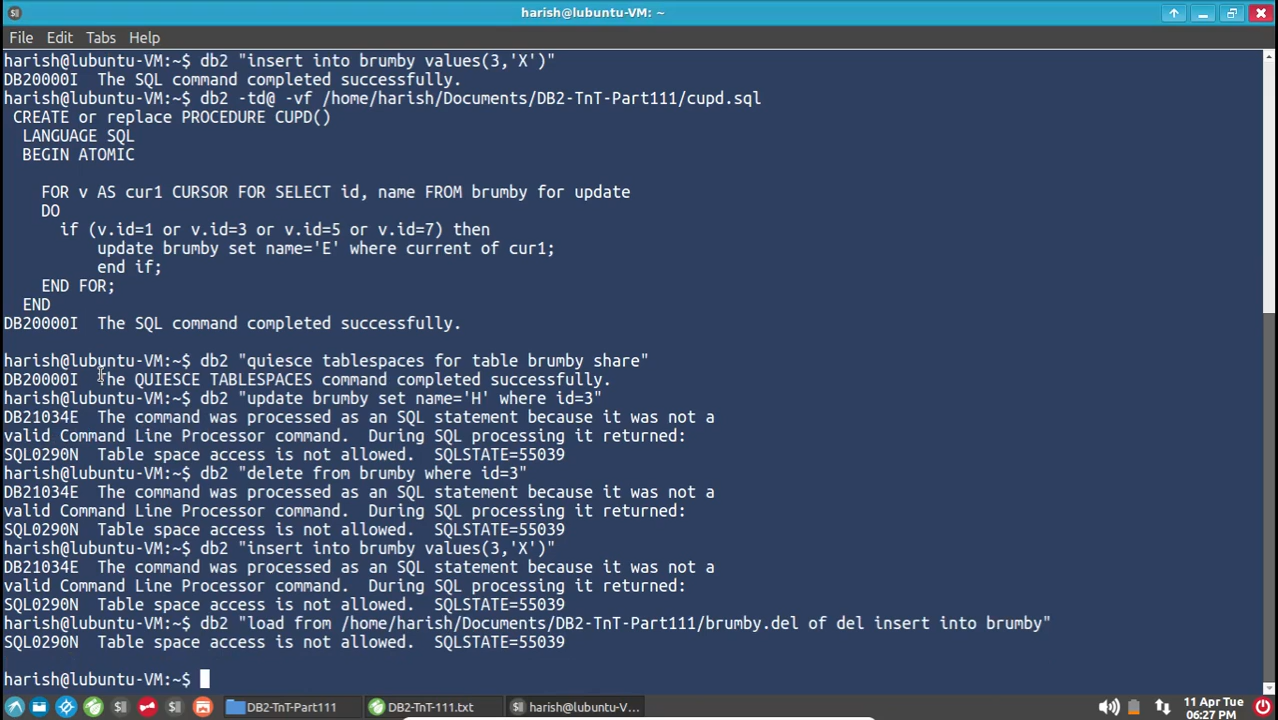 harish@lubuntu-VM: ~
File Edit Tabs Help
harish@lubuntu-VM:~$ db2 "insert into brumby values(3,'X')"
DB20000I  The SQL command completed successfully.
harish@lubuntu-VM:~$ db2 -td@ -vf /home/harish/Documents/DB2-TnT-Part111/cupd.sql
CREATE or replace PROCEDURE CUPD()
LANGUAGE SQL
BEGIN ATOMIC
FOR v AS cur1 CURSOR FOR SELECT id, name FROM brumby for update
DO
if (v.id=1 or v.id=3 or v.id=5 or v.id=7) then
update brumby set name='E' where current of cur1;
end if;
END FOR;
END
DB20000I  The SQL command completed successfully.
harish@lubuntu-VM:~$ db2 "quiesce tablespaces for table brumby share"
DB20000I  The QUIESCE TABLESPACES command completed successfully.
harish@lubuntu-VM:~$ db2 "update brumby set name='H' where id=3"
DB21034E  The command was processed as an SQL statement because it was not a
valid Command Line Processor command.  During SQL processing it returned:
SQL0290N  Table space access is not allowed.  SQLSTATE=55039
harish@lubuntu-VM:~$ db2 "delete from brumby where id=3"
DB21034E  The command was processed as an SQL statement because it was not a
valid Command Line Processor command.  During SQL processing it returned:
SQL0290N  Table space access is not allowed.  SQLSTATE=55039
harish@lubuntu-VM:~$ db2 "insert into brumby values(3,'X')"
DB21034E  The command was processed as an SQL statement because it was not a
valid Command Line Processor command.  During SQL processing it returned:
SQL0290N  Table space access is not allowed.  SQLSTATE=55039
harish@lubuntu-VM:~$ db2 "load from /home/harish/Documents/DB2-TnT-Part111/brumby.del of del insert into brumby"
SQL0290N  Table space access is not allowed.  SQLSTATE=55039
harish@lubuntu-VM:~$
DB2-TnT-Part111 DB2-TnT-111.txt harish@lubuntu-V... 11 Apr Tue
06:27 PM